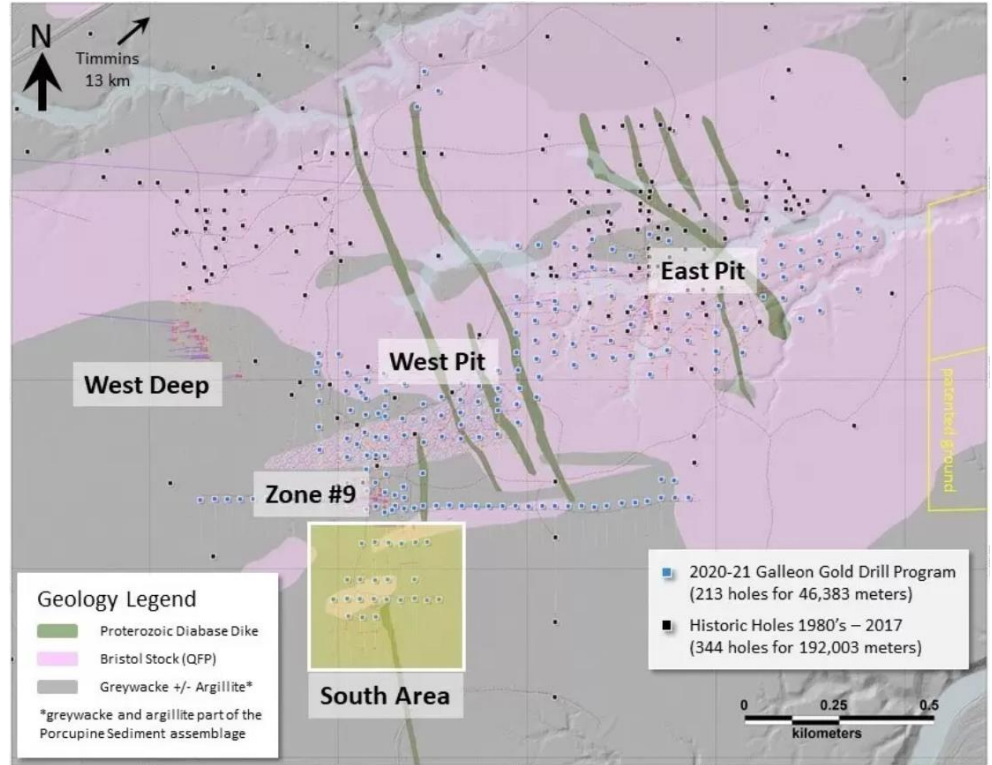 N
Timmins
13 km
East Pit
West Pit
West Deep
Zone #9
South Area
patented ground
Geology Legend
Proterozoic Diabase Dike
Bristol Stock (QFP)
Greywacke +/- Argillite*
*greywacke and argillite part of the
Porcupine Sediment assemblage
2020-21 Galleon Gold Drill Program
(213 holes for 46,383 meters)
Historic Holes 1980's – 2017
(344 holes for 192,003 meters)
0 0.25 0.5
kilometers